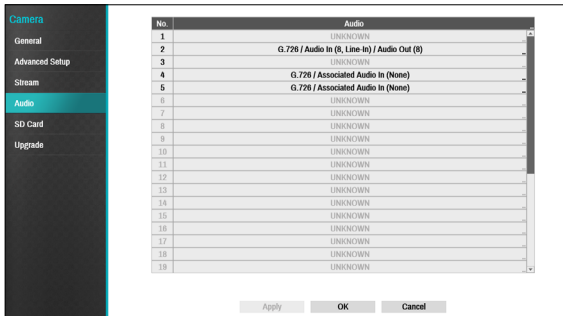 Camera
General
Advanced Setup
Stream
Audio
SD Card
Upgrade
No. Audio
1 UNKNOWN
2 G.726 / Audio In (8, Line-In) / Audio Out (8)
3 UNKNOWN
4 G.726 / Associated Audio In (None)
5 G.726 / Associated Audio In (None)
6 UNKNOWN
7 UNKNOWN
8 UNKNOWN
9 UNKNOWN
10 UNKNOWN
11 UNKNOWN
12 UNKNOWN
13 UNKNOWN
14 UNKNOWN
15 UNKNOWN
16 UNKNOWN
17 UNKNOWN
18 UNKNOWN
19 UNKNOWN
Apply OK Cancel